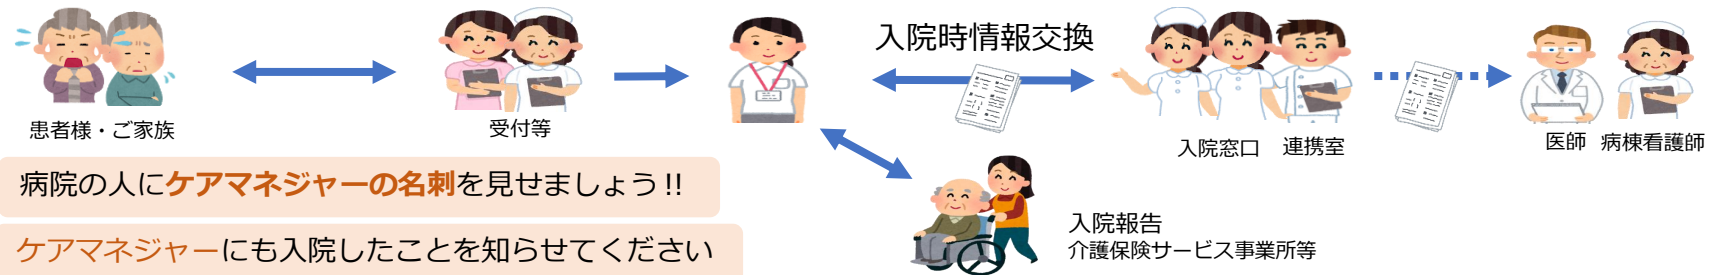 入院時情報交換
患者様・ご家族
受付等
入院窓口
連携室
医師
病棟看護師
病院の人にケアマネジャーの名刺を見せましょう!!
ケアマネジャーにも入院したことを知らせてください
入院報告
介護保険サービス事業所等